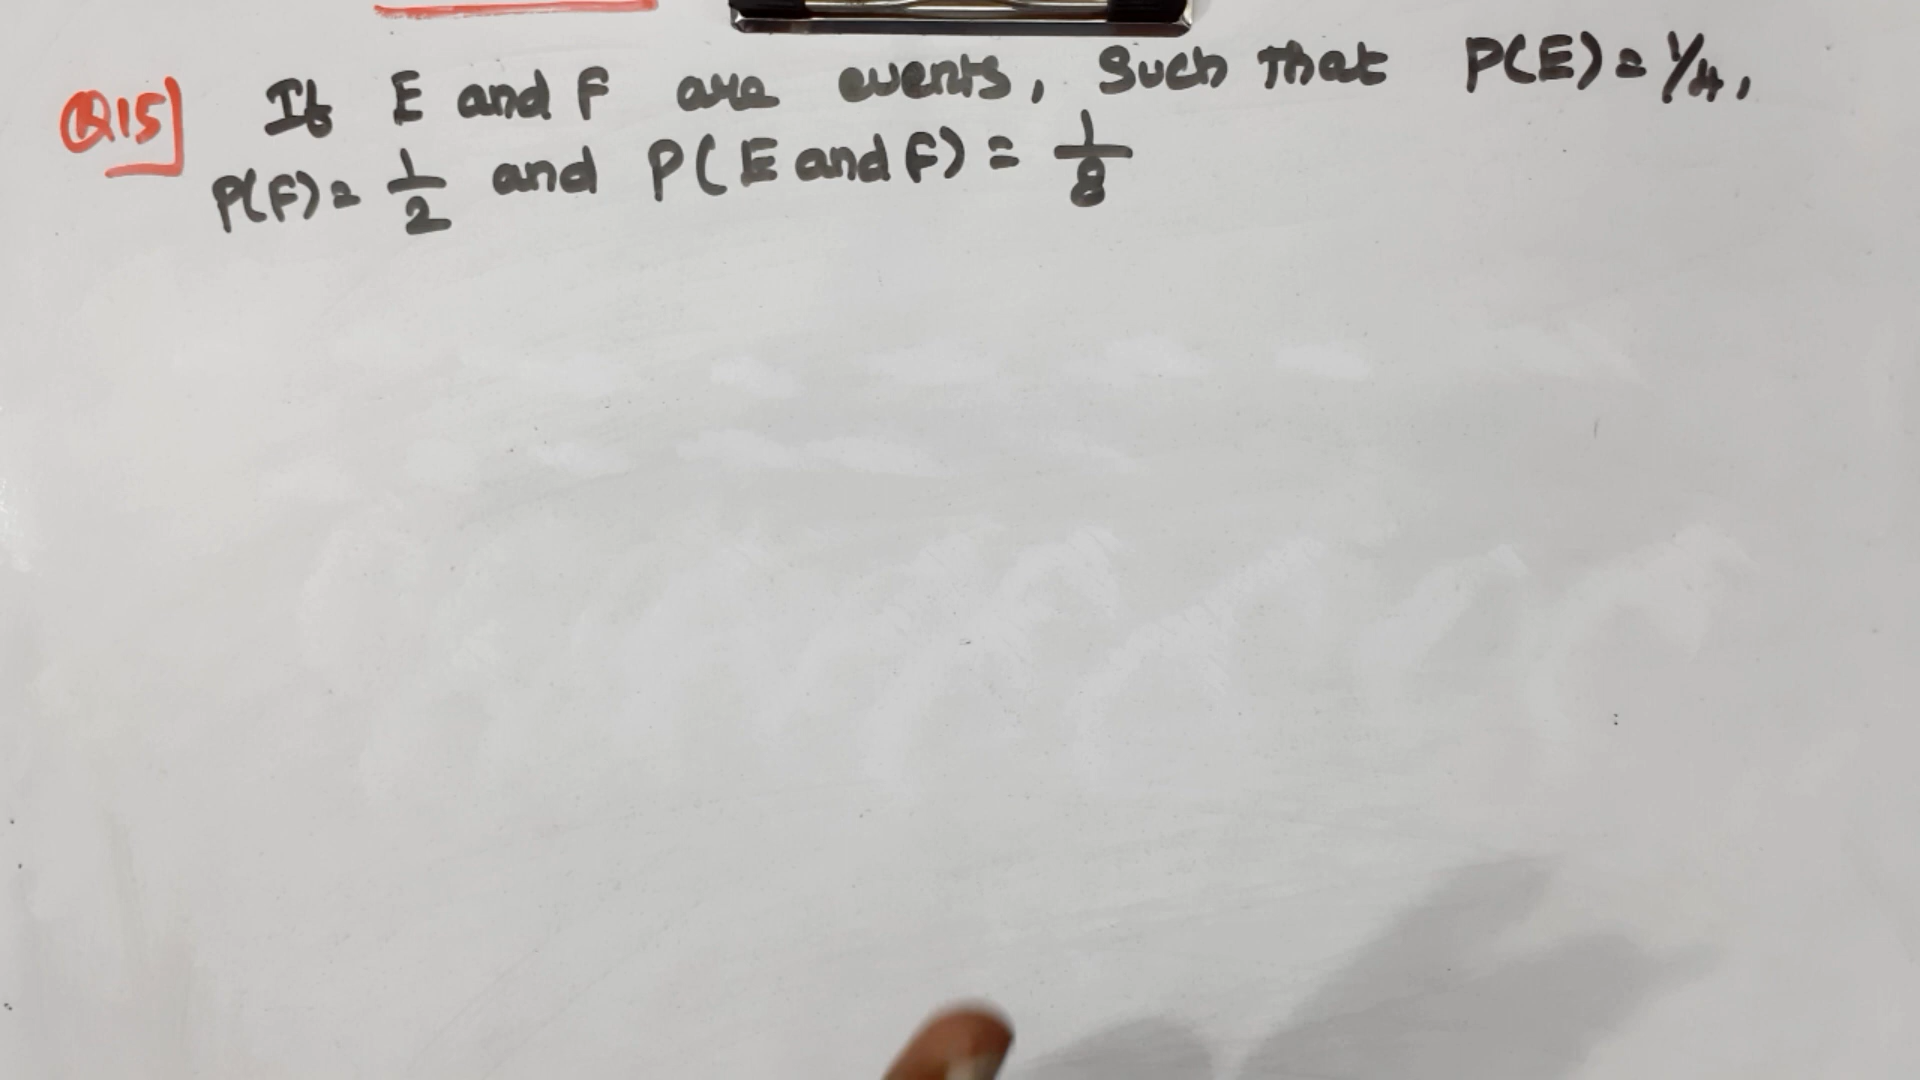 Q15] If E and F are events, Such that P(E) = 1/4,
P(F) = 1/2 and P(E and F) = 1/8